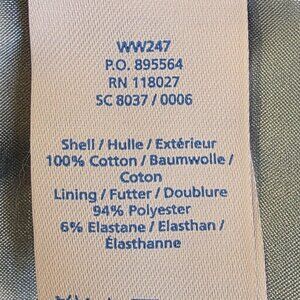 WW247
P.O. 895564
RN 118027
SC 8037 / 0006
Shell / Hulle / Extérieur
100% Cotton / Baumwolle /
Coton
Lining / Futter / Doublure
94% Polyester
6% Elastane / Elasthan /
Élasthanne